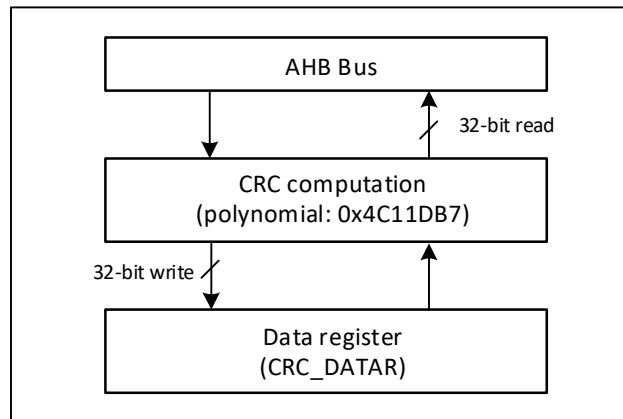 AHB Bus
32-bit read
CRC computation
(polynomial: 0x4C11DB7)
32-bit write
Data register
(CRC_DATAR)